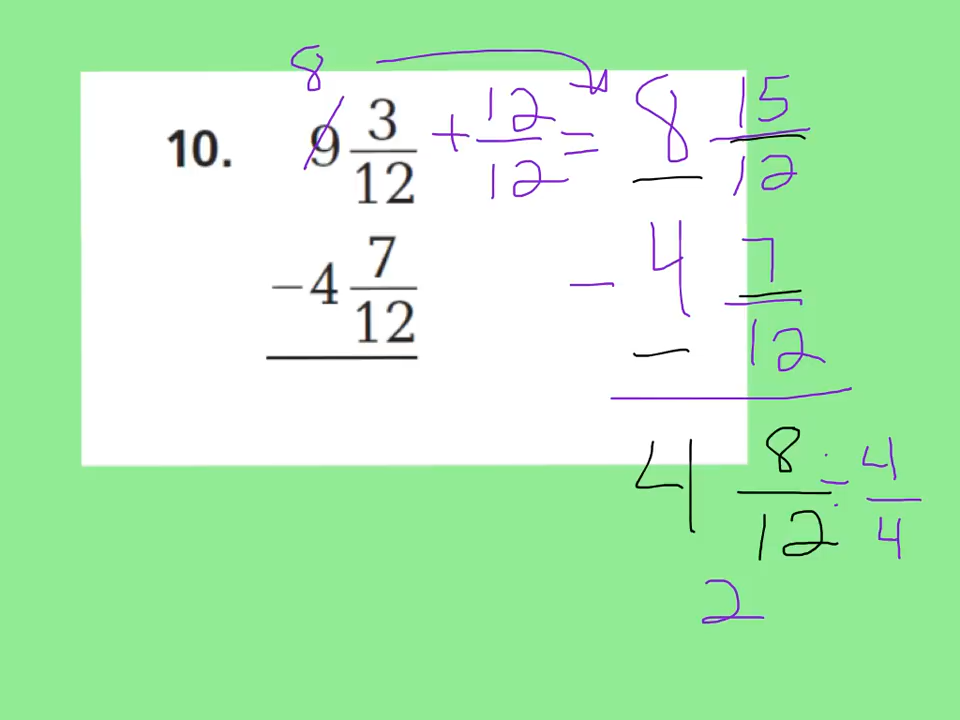 8
10. 9 3/12 + 12/12 = 8 15/12
−4 7/12 − 4 7/12
4 8/12 ÷ 4/4
2